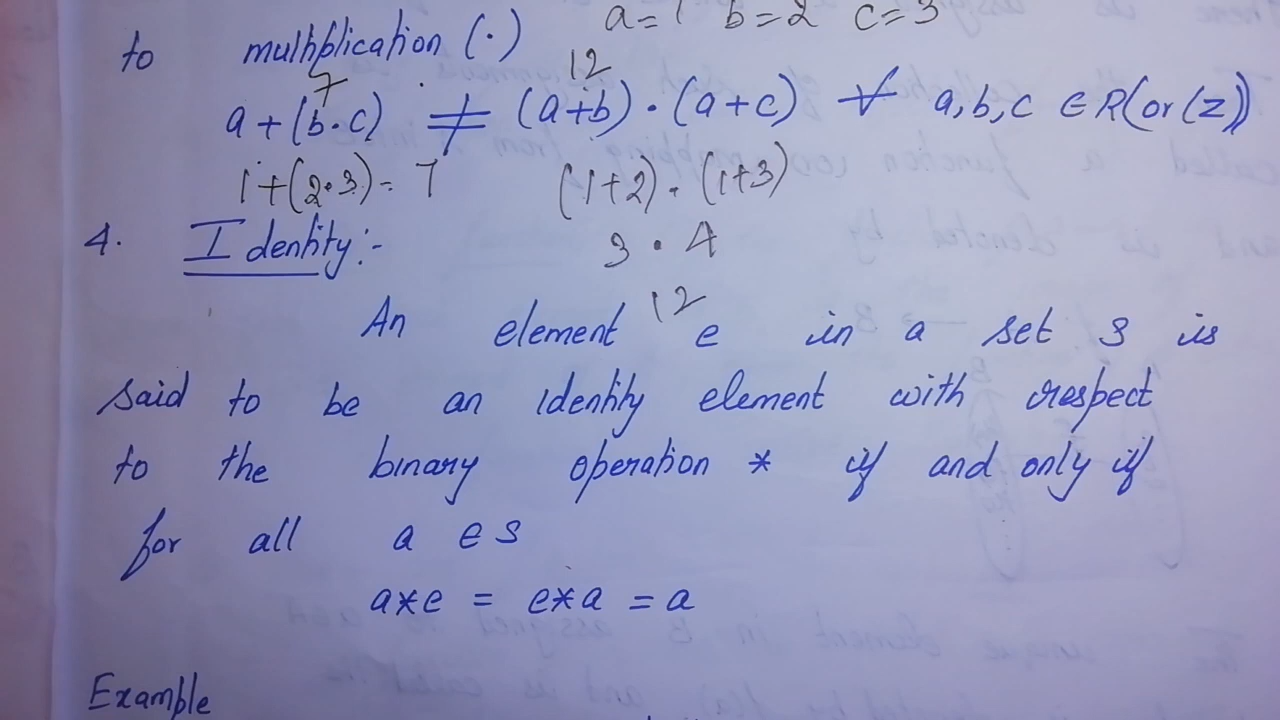 a=1 b=2 c=3
to multiplication (·)
7 12
a+(b·c) ≠ (a+b)·(a+c) ∀ a,b,c ∈ R(or(z))
1+(2·3)=7 (1+2)·(1+3)
4. Identity:- 3 · 4
12
An element e in a set S is
said to be an identity element with respect
to the binary operation * if and only if
for all a ∈ S
a*e = e*a = a
Example